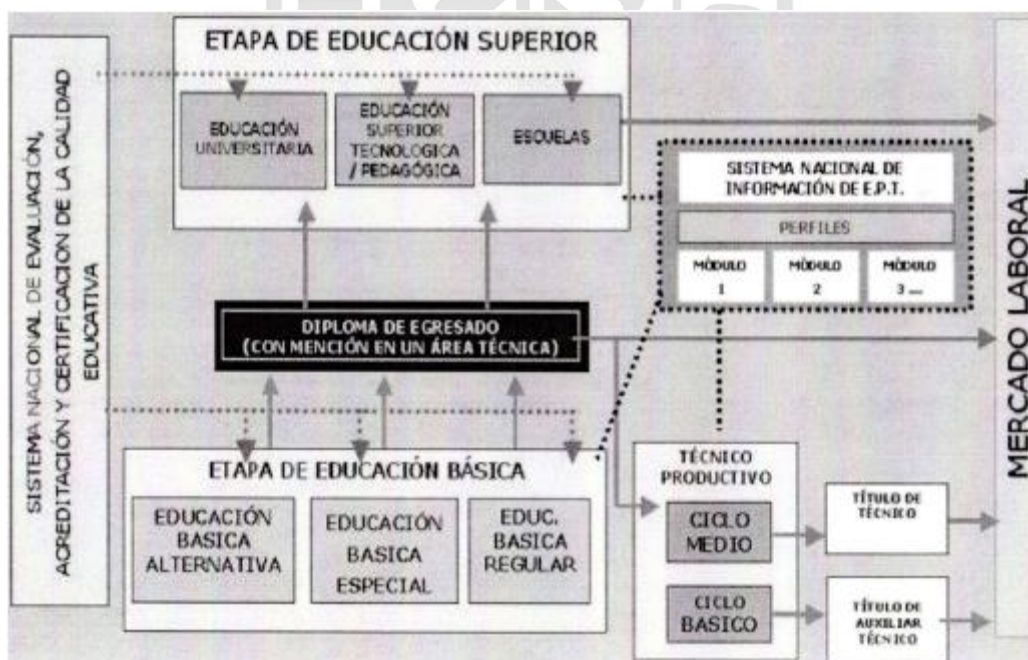 SISTEMA NACIONAL DE EVALUACIÓN,
ACREDITACIÓN Y CERTIFICACION DE LA CALIDAD
EDUCATIVA
ETAPA DE EDUCACIÓN SUPERIOR
EDUCACIÓN
UNIVERSITARIA
EDUCACIÓN
SUPERIOR
TECNOLOGICA
/ PEDAGÓGICA
ESCUELAS
SISTEMA NACIONAL DE
INFORMACIÓN DE E.P.T.
PERFILES
MÓDULO
1
MÓDULO
2
MÓDULO
3 ....
DIPLOMA DE EGRESADO
(CON MENCIÓN EN UN ÁREA TÉCNICA)
ETAPA DE EDUCACIÓN BÁSICA
EDUCACIÓN
BASICA
ALTERNATIVA
EDUCACIÓN
BASICA
ESPECIAL
EDUC.
BASICA
REGULAR
TÉCNICO
PRODUCTIVO
CICLO
MEDIO
CICLO
BASICO
TÍTULO DE
TÉCNICO
TÍTULO DE
AUXILIAR
TÉCNICO
MERCADO LABORAL